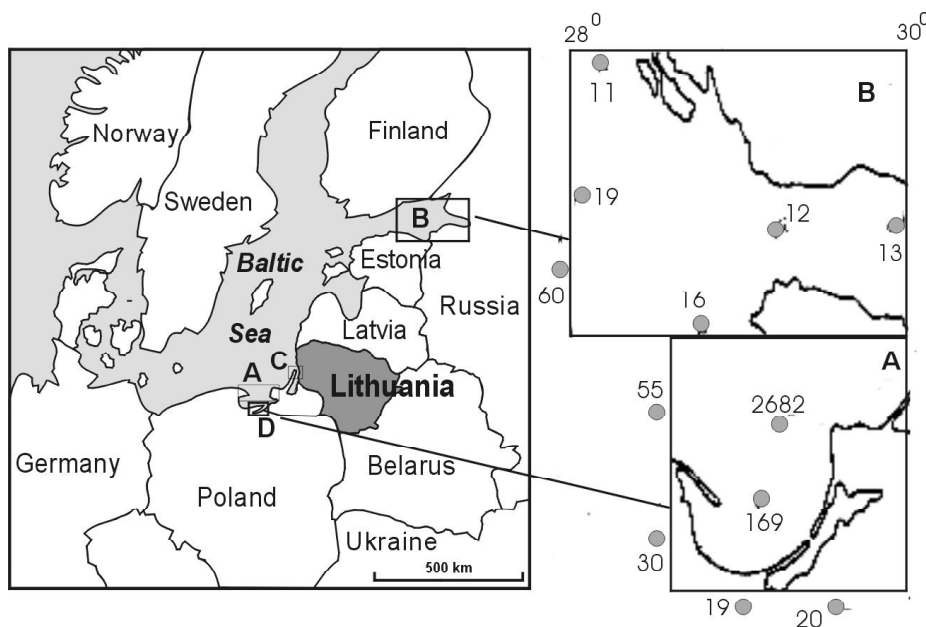 Norway
Sweden
Finland
B
Baltic
Sea
Estonia
Russia
Latvia
C
A
Lithuania
D
Germany
Poland
Belarus
Ukraine
500 km
28⁰
30⁰
11
B
19
12
13
60
16
A
55
2682
169
30
19
20